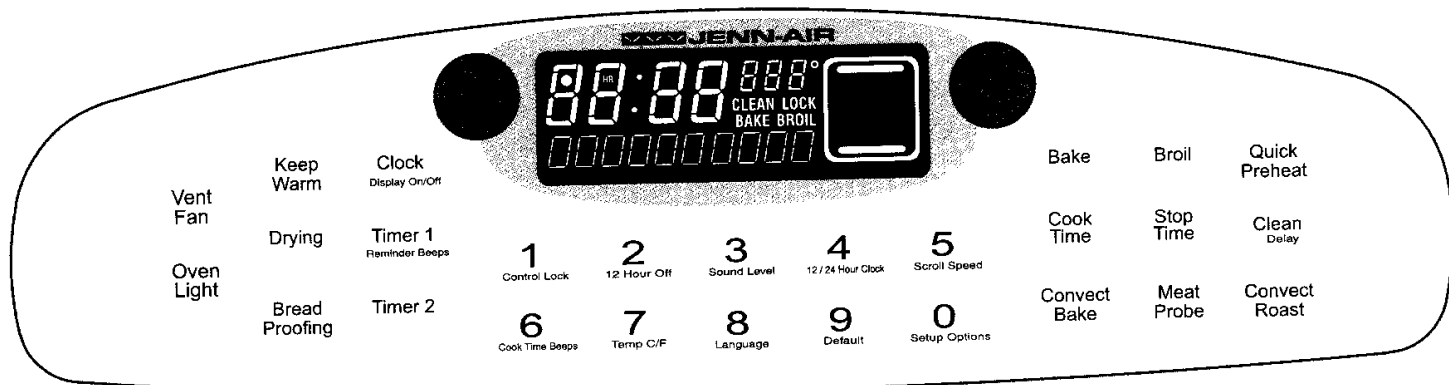 JENN-AIR
HR
CLEAN LOCK
BAKE BROIL
Vent
Fan
Oven
Light
Keep
Warm
Clock
Display On/Off
Drying
Timer 1
Reminder Beeps
Bread
Proofing
Timer 2
1
Control Lock
2
12 Hour Off
3
Sound Level
4
12 / 24 Hour Clock
5
Scroll Speed
6
Cook Time Beeps
7
Temp C/F
8
Language
9
Default
0
Setup Options
Bake
Broil
Quick
Preheat
Cook
Time
Stop
Time
Clean
Delay
Convect
Bake
Meat
Probe
Convect
Roast